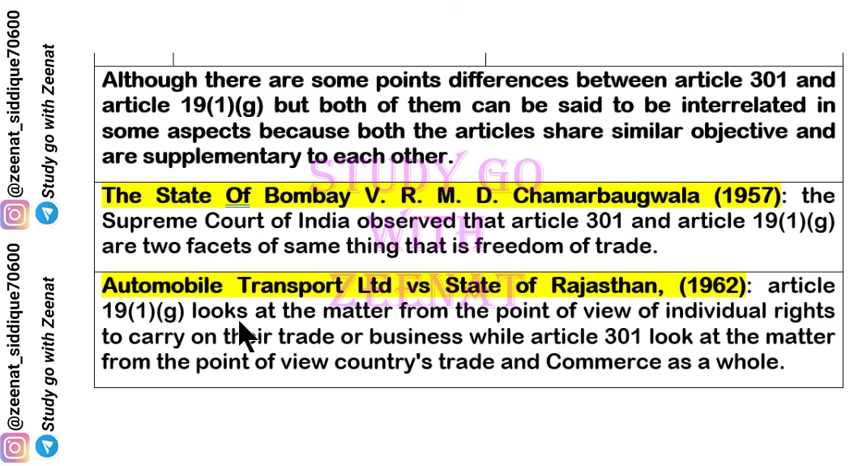 Although there are some points differences between article 301 and
article 19(1)(g) but both of them can be said to be interrelated in
some aspects because both the articles share similar objective and
are supplementary to each other.
The State Of Bombay V. R. M. D. Chamarbaugwala (1957): the
Supreme Court of India observed that article 301 and article 19(1)(g)
are two facets of same thing that is freedom of trade.
Automobile Transport Ltd vs State of Rajasthan, (1962): article
19(1)(g) looks at the matter from the point of view of individual rights
to carry on their trade or business while article 301 look at the matter
from the point of view country's trade and Commerce as a whole.
STUDY GO
WITH
ZEENAT
@zeenat_siddique70600
Study go with Zeenat
@zeenat_siddique70600
Study go with Zeenat